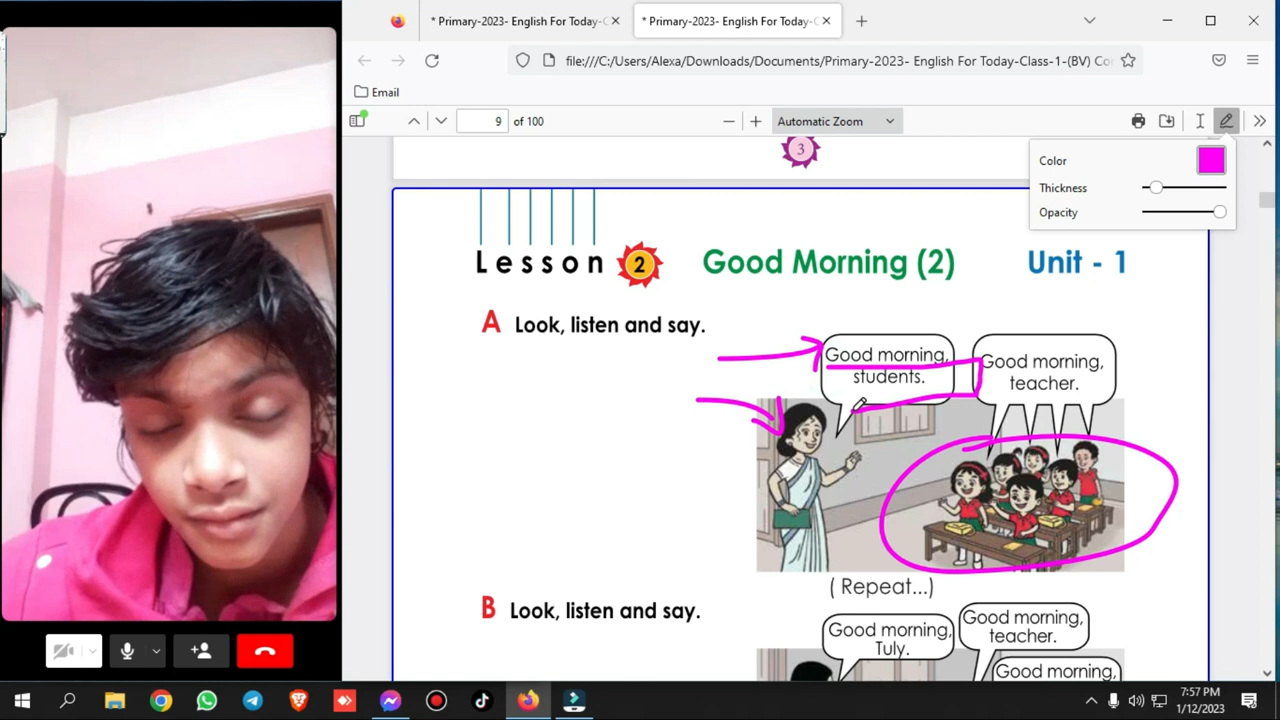 * Primary-2023- English For Today-C
* Primary-2023- English For Today-C
file:///C:/Users/Alexa/Downloads/Documents/Primary-2023- English For Today-Class-1-(BV) Co
Email
9 of 100
Automatic Zoom
3
Color
Thickness
Opacity
Lesson 2 Good Morning (2) Unit - 1
A Look, listen and say.
Good morning,
students.
Good morning,
teacher.
( Repeat...)
B Look, listen and say.
Good morning,
Tuly.
Good morning,
teacher.
Good morning,
7:57 PM
1/12/2023